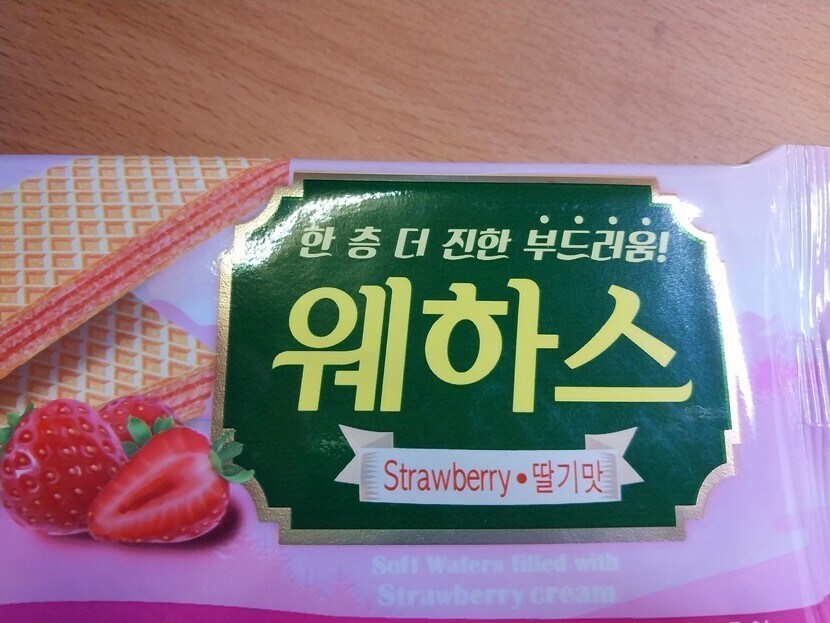 한 층 더 진한 부드러움!
웨하스
Strawberry • 딸기맛
Soft Wafers filled with
Strawberry cream